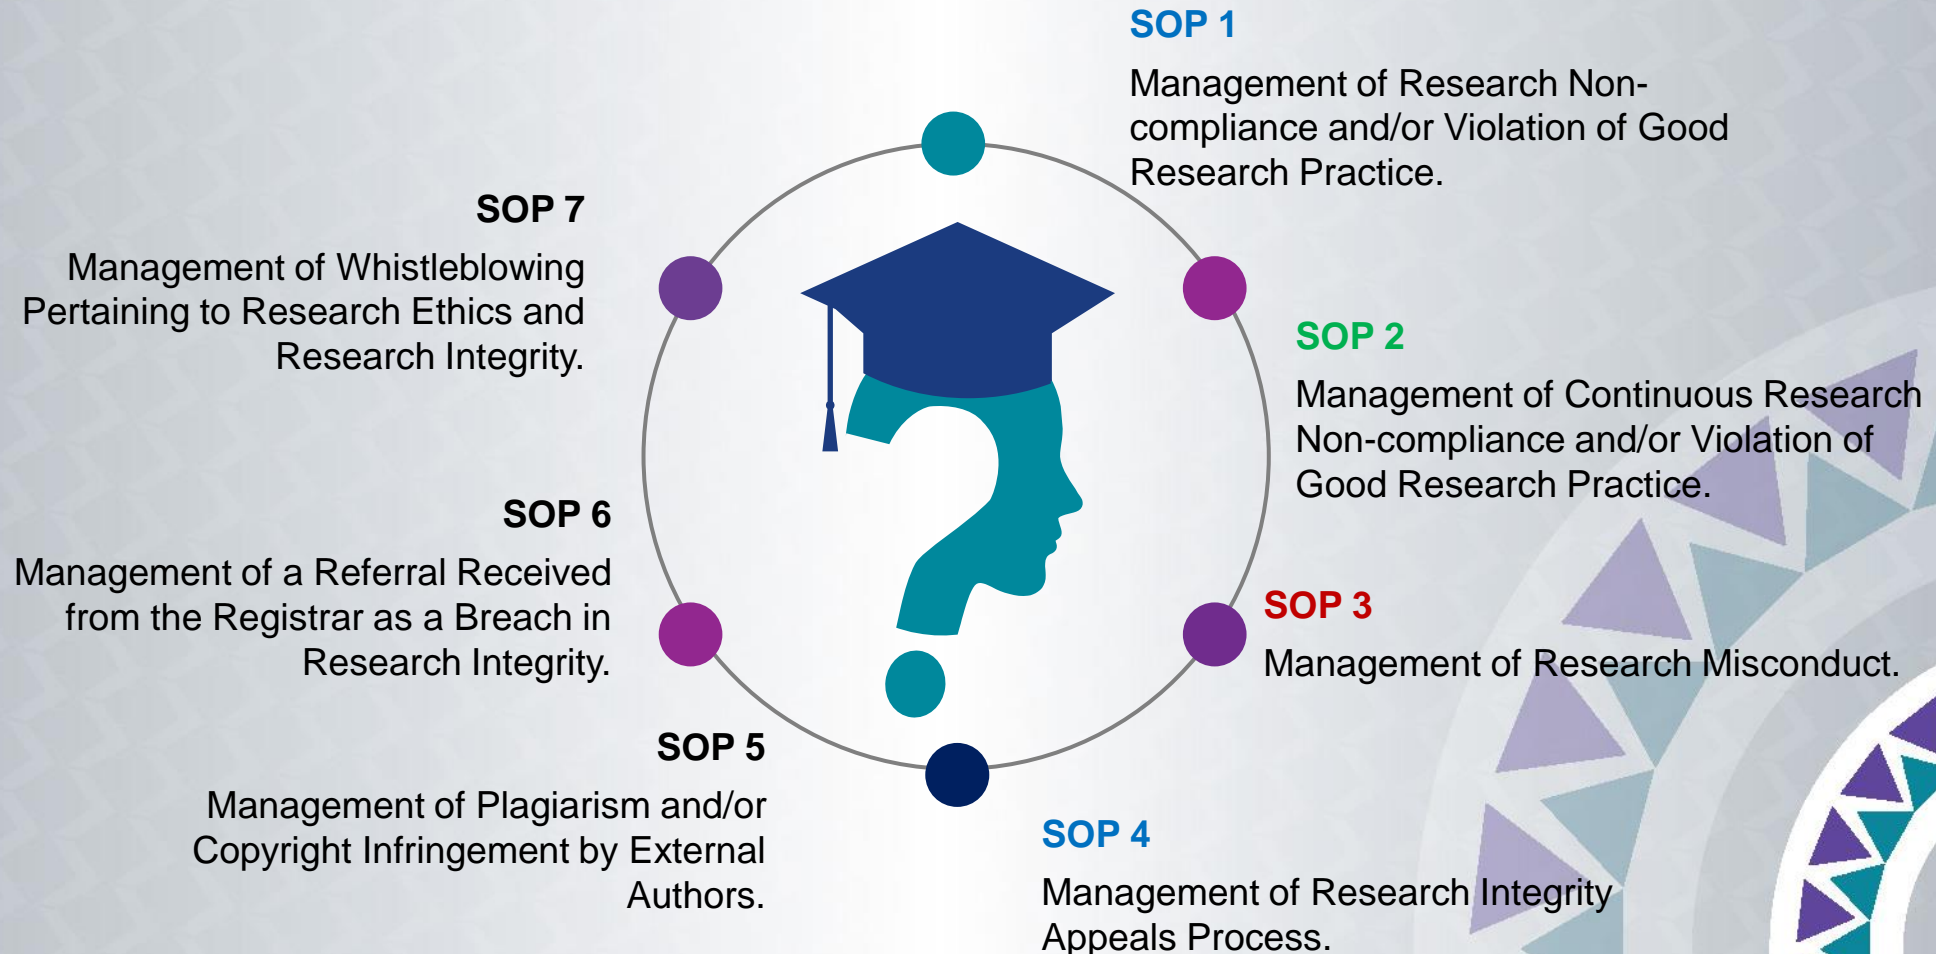 SOP 1
Management of Research Non-
compliance and/or Violation of Good
Research Practice.
SOP 2
Management of Continuous Research
Non-compliance and/or Violation of
Good Research Practice.
SOP 3
Management of Research Misconduct.
SOP 4
Management of Research Integrity
Appeals Process.
SOP 5
Management of Plagiarism and/or
Copyright Infringement by External
Authors.
SOP 6
Management of a Referral Received
from the Registrar as a Breach in
Research Integrity.
SOP 7
Management of Whistleblowing
Pertaining to Research Ethics and
Research Integrity.